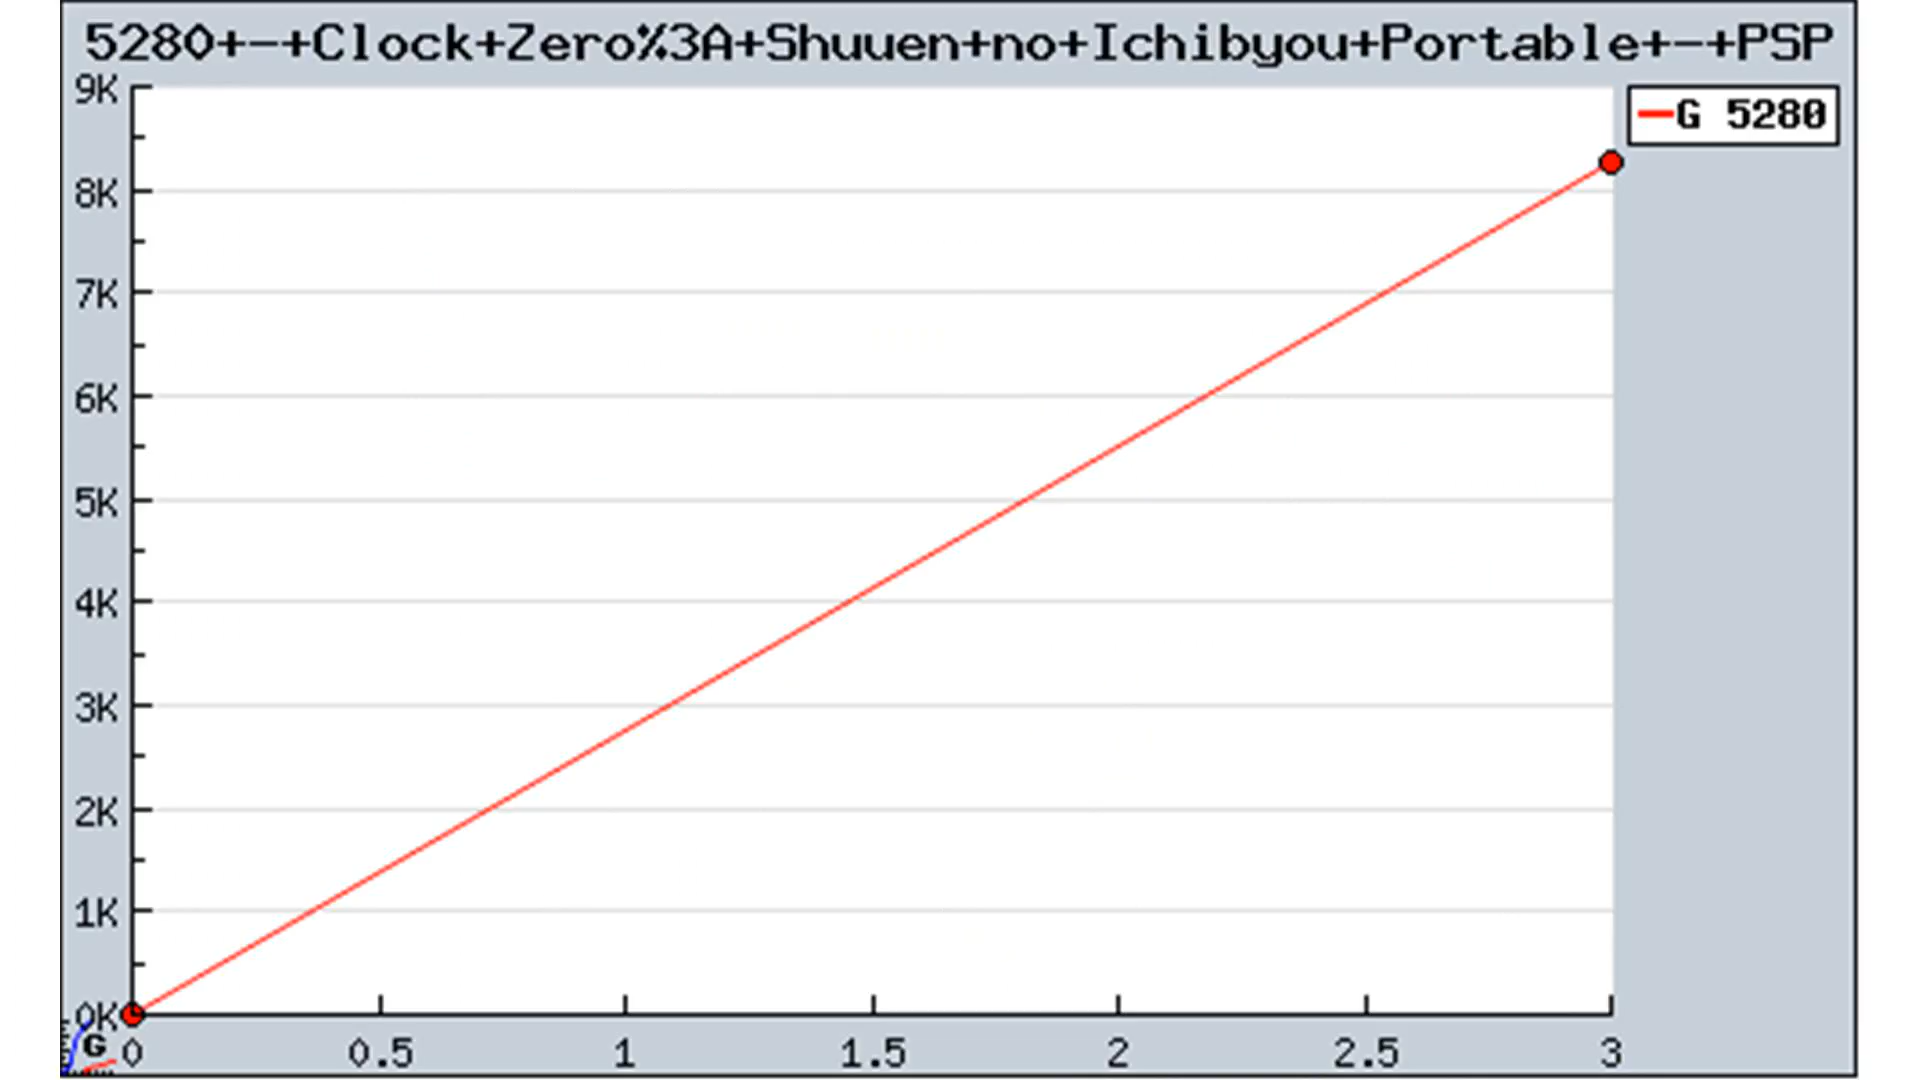 5280+-+Clock+Zero%3A+Shuuen+no+Ichibyou+Portable+-+PSP
9K
G 5280
8K
7K
6K
5K
4K
3K
2K
1K
0K
G
0 0.5 1 1.5 2 2.5 3